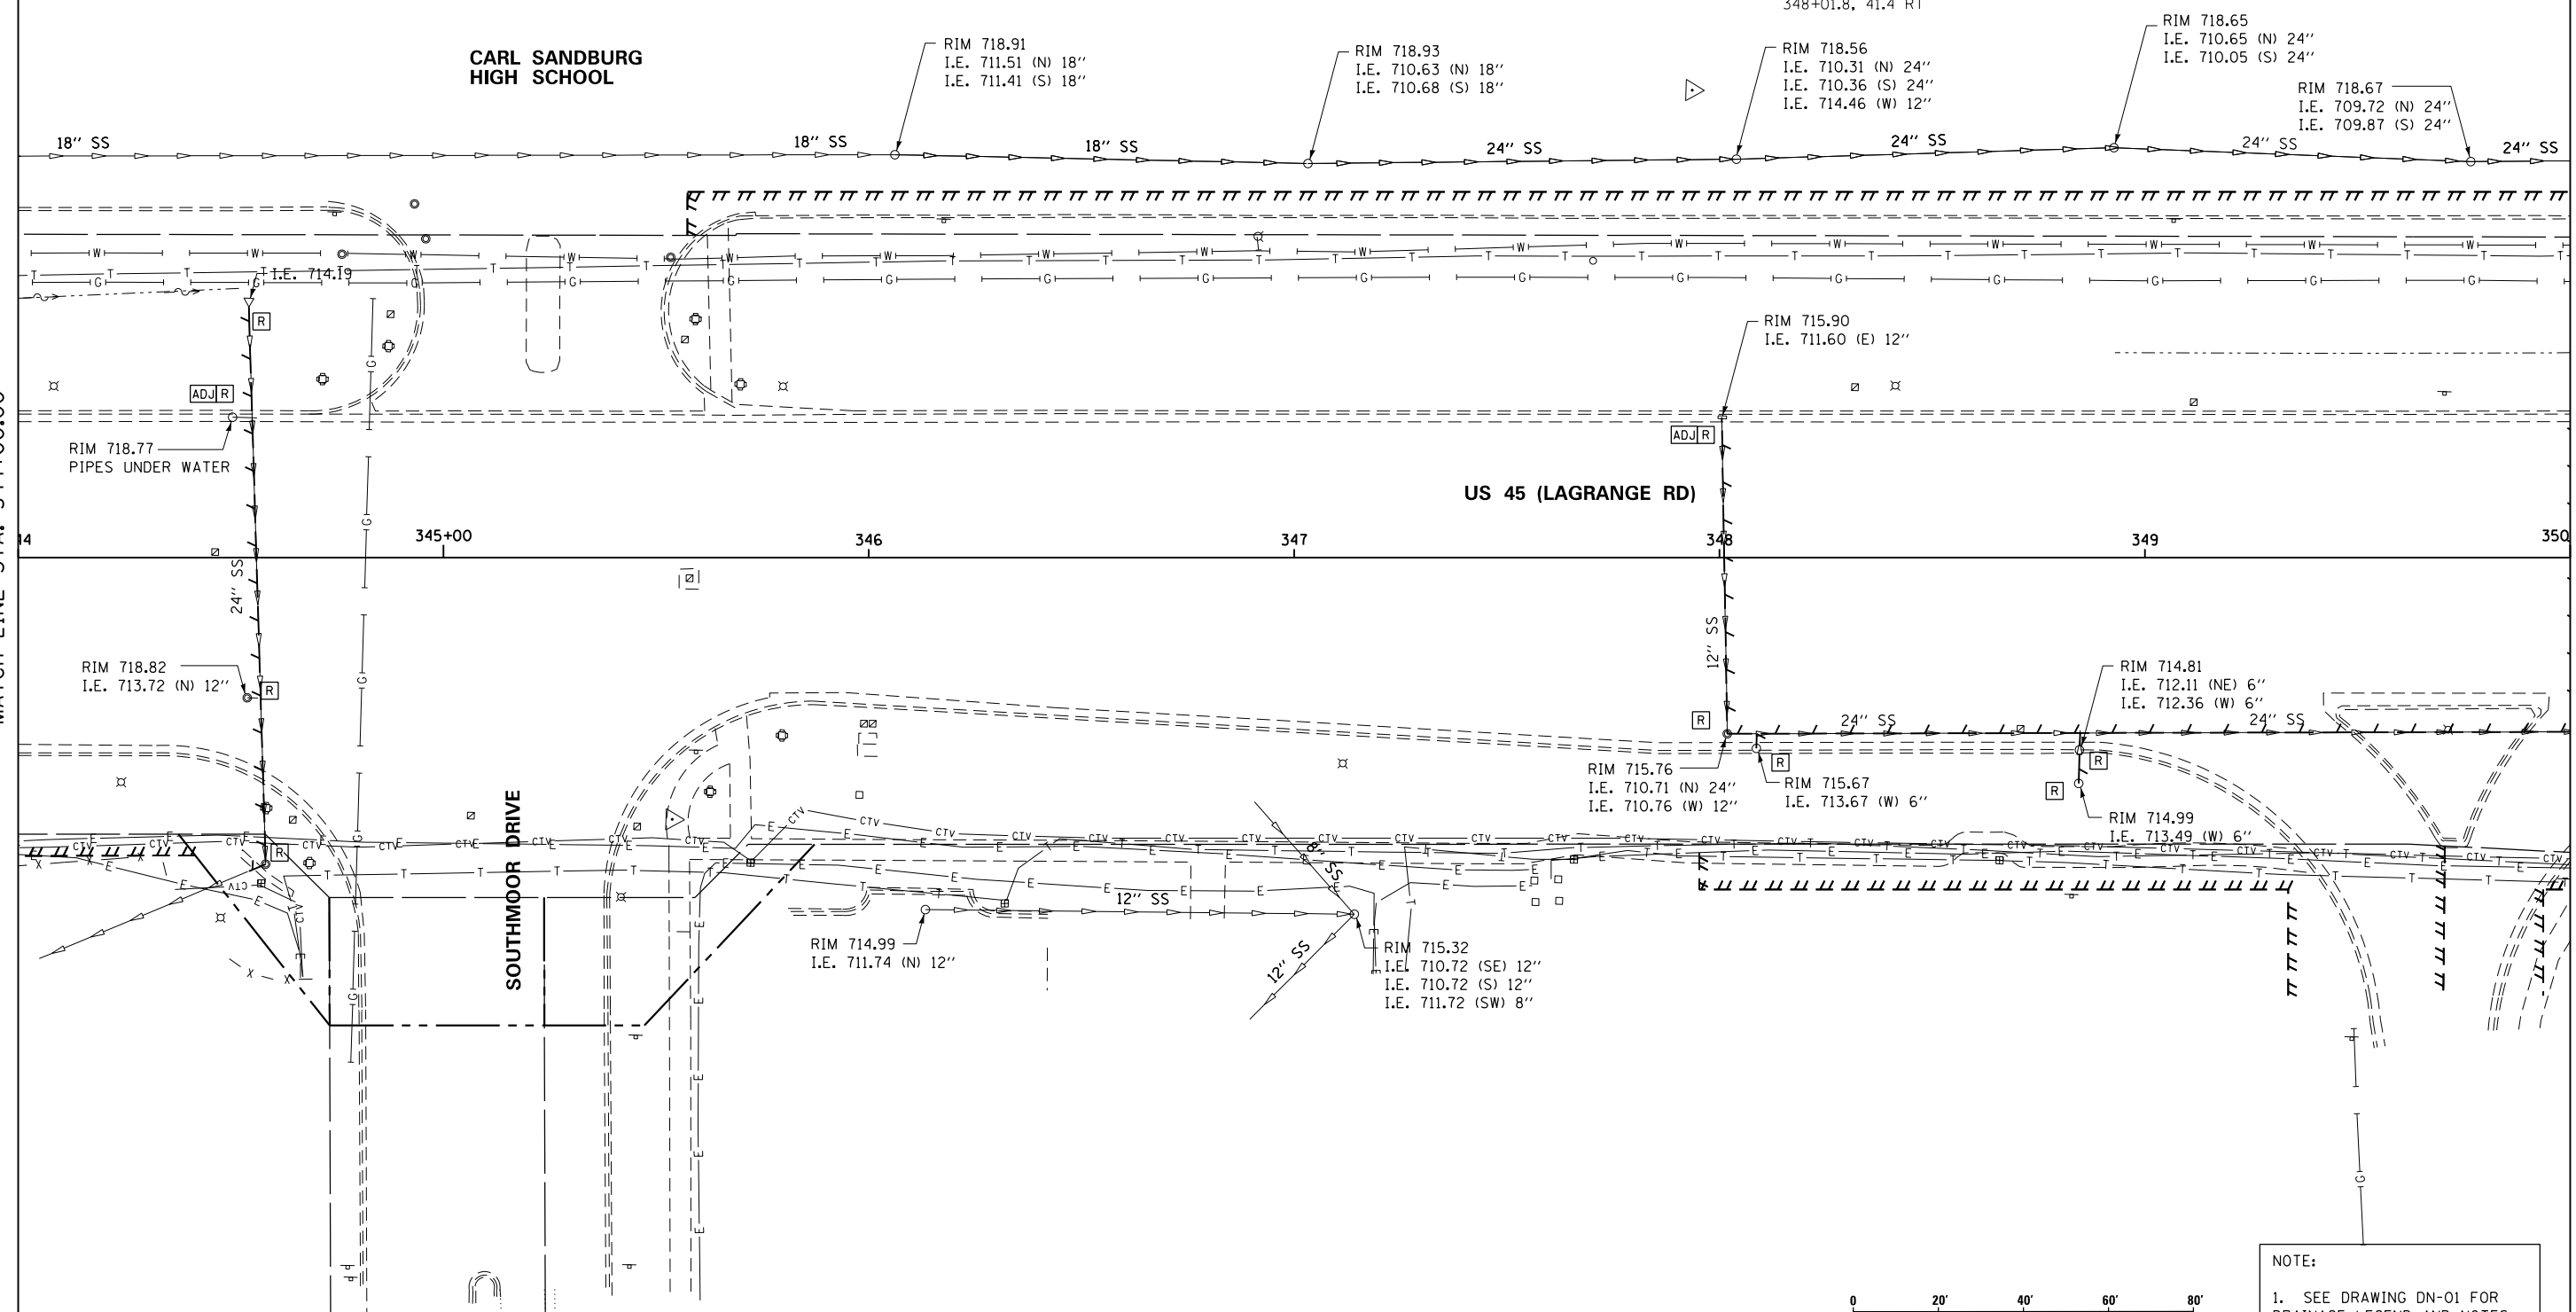 348+01.8, 41.4 RT
CARL SANDBURG
HIGH SCHOOL
RIM 718.91
I.E. 711.51 (N) 18''
I.E. 711.41 (S) 18''
RIM 718.93
I.E. 710.63 (N) 18''
I.E. 710.68 (S) 18''
RIM 718.56
I.E. 710.31 (N) 24''
I.E. 710.36 (S) 24''
I.E. 714.46 (W) 12''
RIM 718.65
I.E. 710.65 (N) 24''
I.E. 710.05 (S) 24''
RIM 718.67
I.E. 709.72 (N) 24''
I.E. 709.87 (S) 24''
18'' SS
18'' SS
18'' SS
24'' SS
24'' SS
24'' SS
24'' SS
I.E. 714.19
R
ADJ R
RIM 718.77
PIPES UNDER WATER
RIM 715.90
I.E. 711.60 (E) 12''
ADJ R
US 45 (LAGRANGE RD)
345+00
346
347
348
349
350
24'' SS
12'' SS
RIM 718.82
I.E. 713.72 (N) 12''
R
R
24'' SS
24'' SS
RIM 714.81
I.E. 712.11 (NE) 6''
I.E. 712.36 (W) 6''
RIM 715.76
I.E. 710.71 (N) 24''
I.E. 710.76 (W) 12''
R
RIM 715.67
I.E. 713.67 (W) 6''
R
R
RIM 714.99
I.E. 713.49 (W) 6''
R
SOUTHMOOR DRIVE
8'' SS
12'' SS
12'' SS
RIM 714.99
I.E. 711.74 (N) 12''
RIM 715.32
I.E. 710.72 (SE) 12''
I.E. 710.72 (S) 12''
I.E. 711.72 (SW) 8''
NOTE:
1. SEE DRAWING DN-01 FOR
0 20' 40' 60' 80'